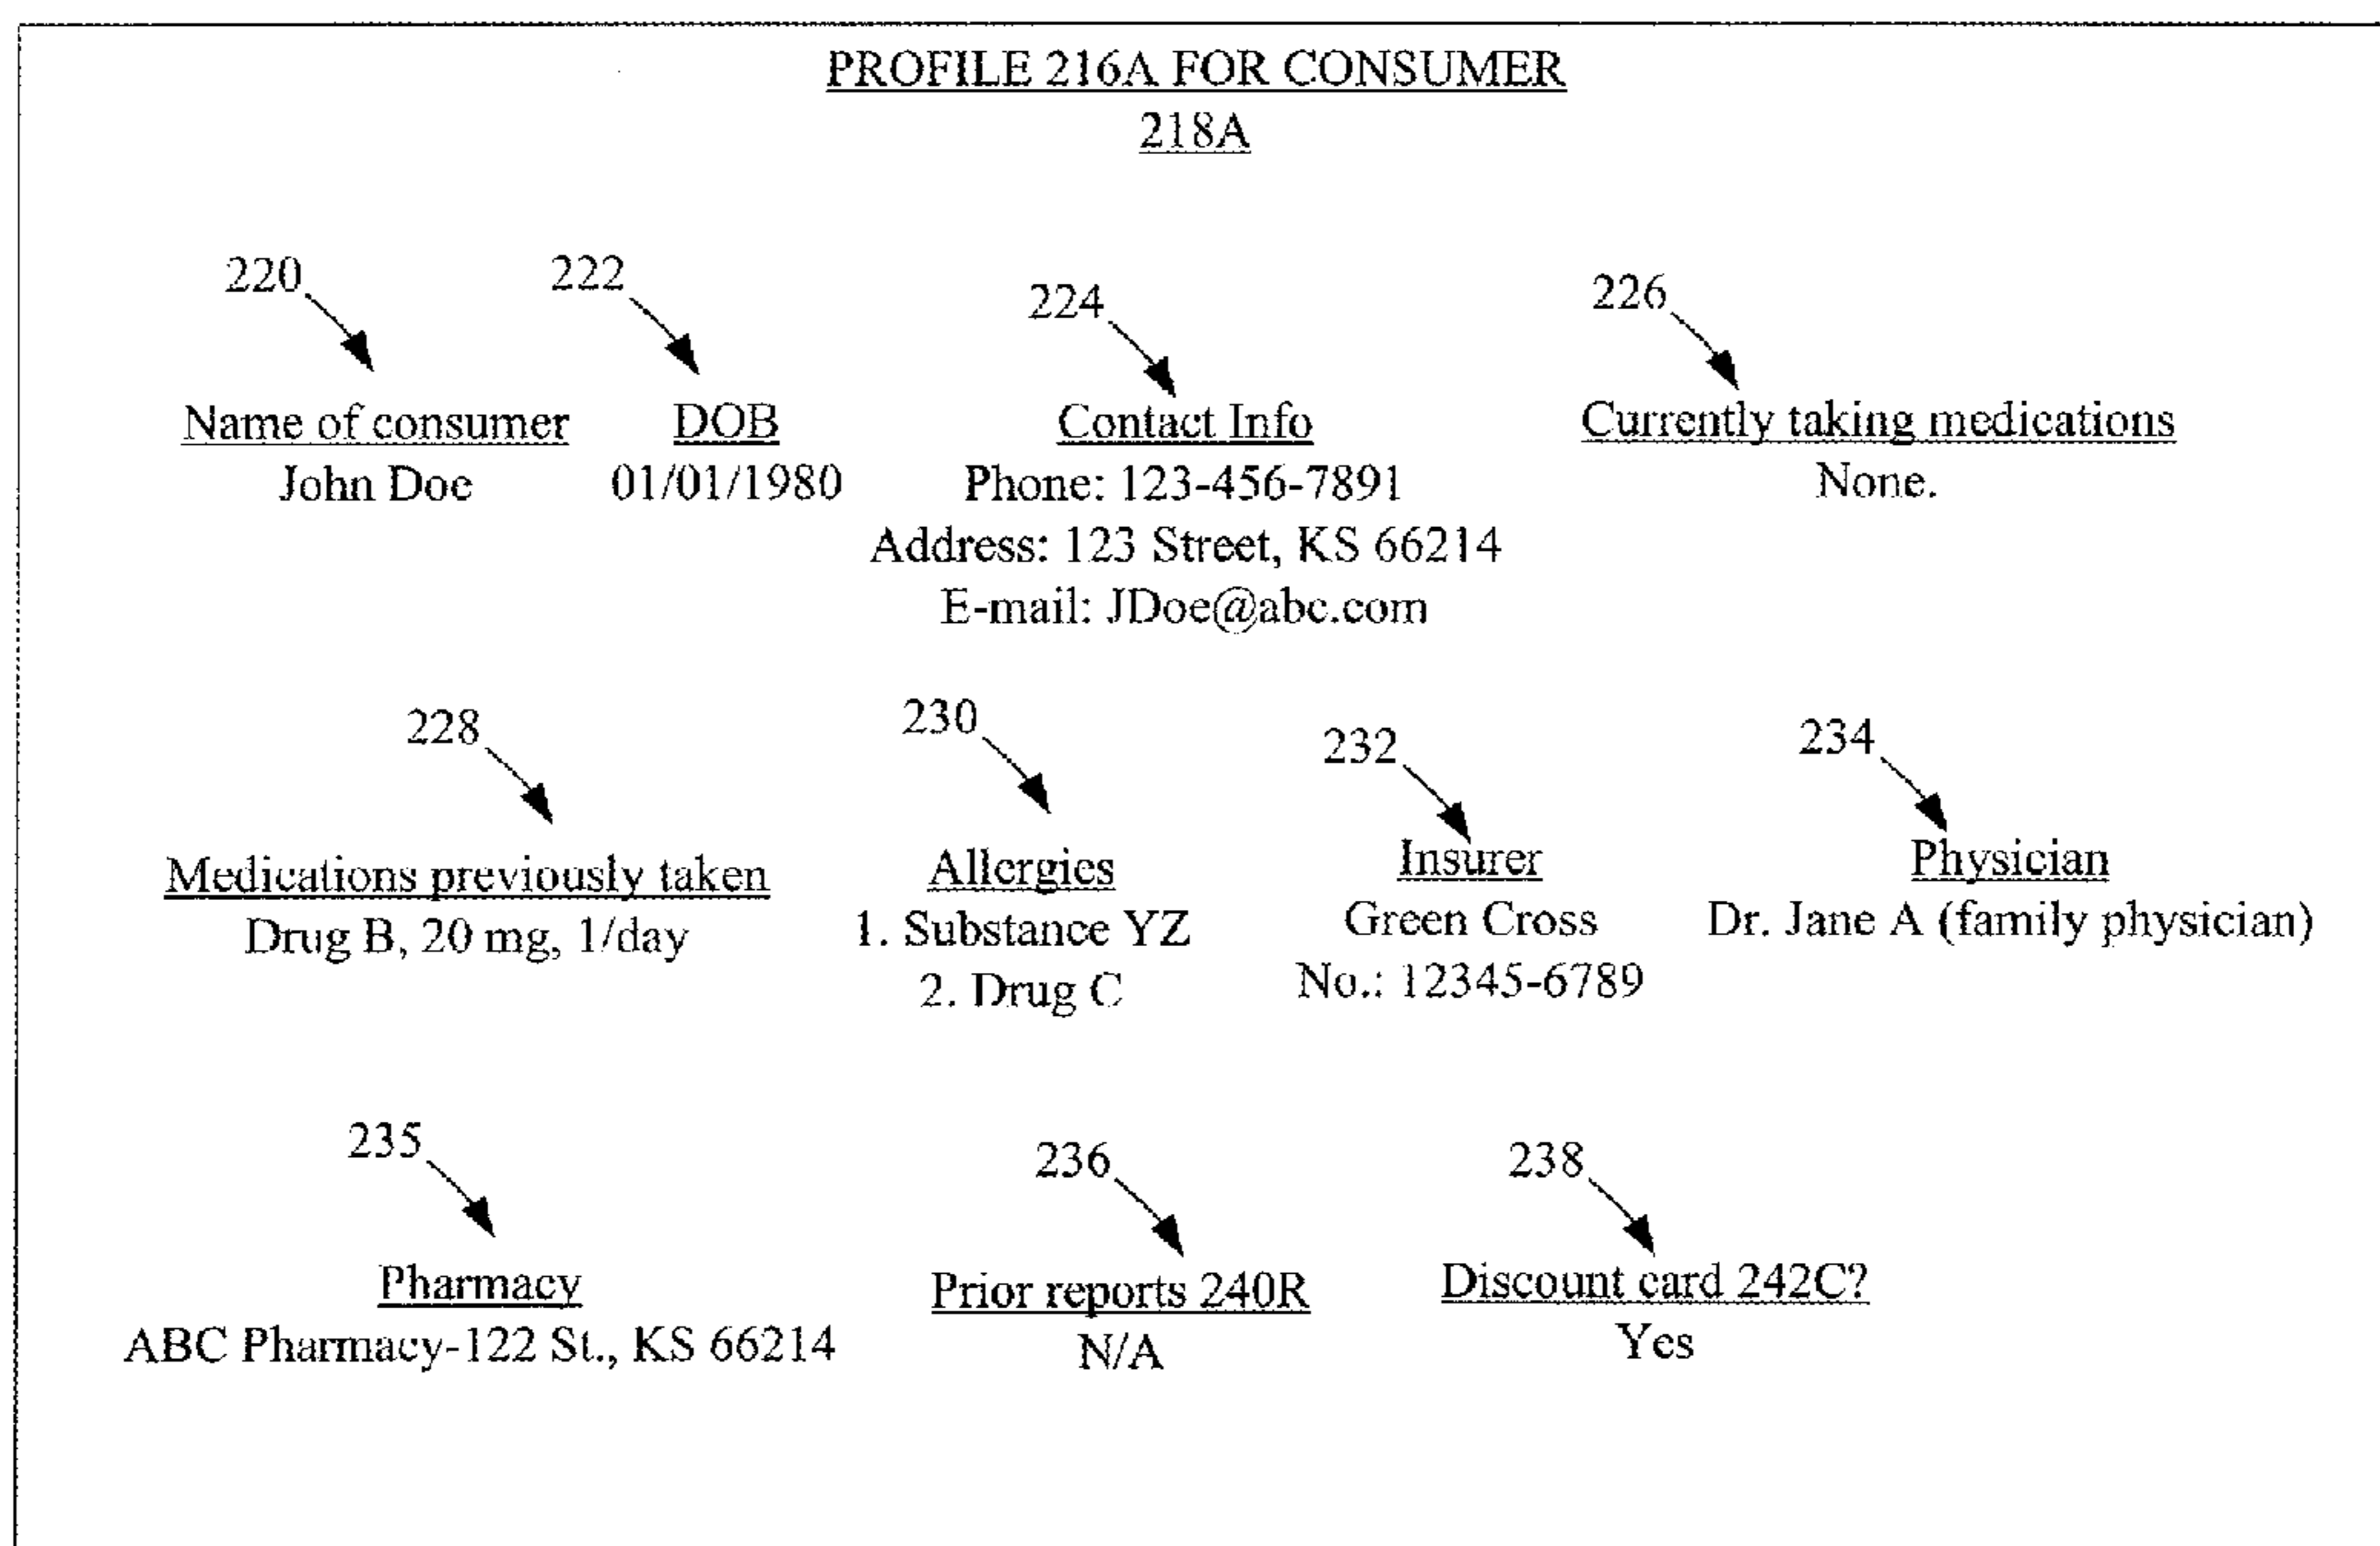 PROFILE 216A FOR CONSUMER
218A
220
222
224
226
Name of consumer
DOB
Contact Info
Currently taking medications
John Doe
01/01/1980
Phone: 123-456-7891
None.
Address: 123 Street, KS 66214
E-mail: JDoe@abc.com
228
230
232
234
Medications previously taken
Allergies
Insurer
Physician
Drug B, 20 mg, 1/day
1. Substance YZ
Green Cross
Dr. Jane A (family physician)
2. Drug C
No.: 12345-6789
235
236
238
Pharmacy
Prior reports 240R
Discount card 242C?
ABC Pharmacy-122 St., KS 66214
N/A
Yes